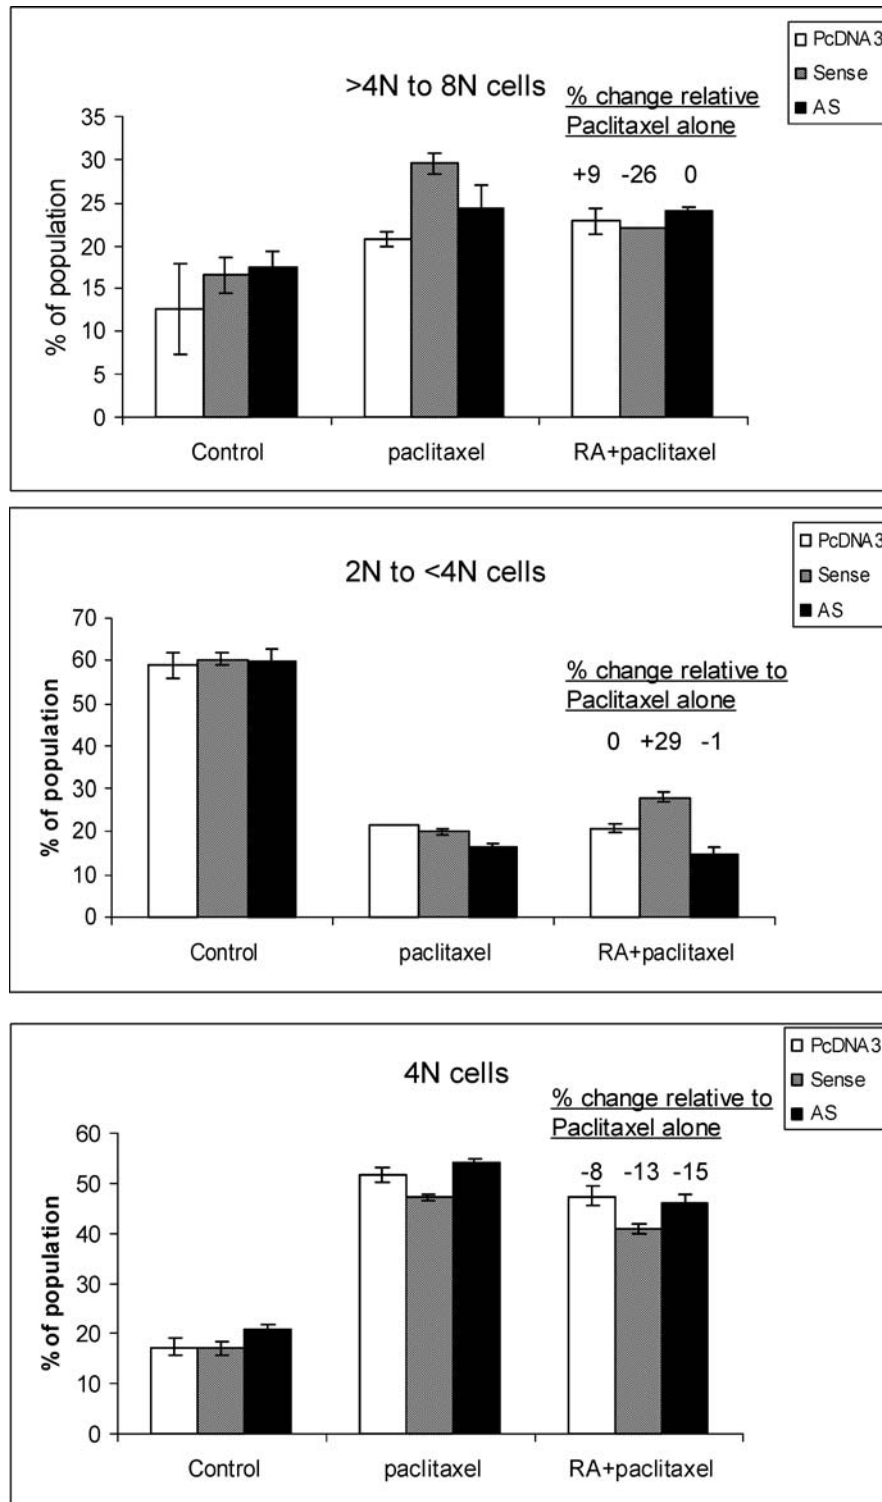 PcDNA3
Sense
AS
>4N to 8N cells
% change relative
Paclitaxel alone
+9 -26 0
% of population
35
30
25
20
15
10
5
0
Control paclitaxel RA+paclitaxel
PcDNA3
Sense
AS
2N to <4N cells
% change relative to
Paclitaxel alone
0 +29 -1
% of population
70
60
50
40
30
20
10
0
Control paclitaxel RA+paclitaxel
PcDNA3
Sense
AS
4N cells
% change relative to
Paclitaxel alone
-8 -13 -15
% of population
60
50
40
30
20
10
0
Control paclitaxel RA+paclitaxel